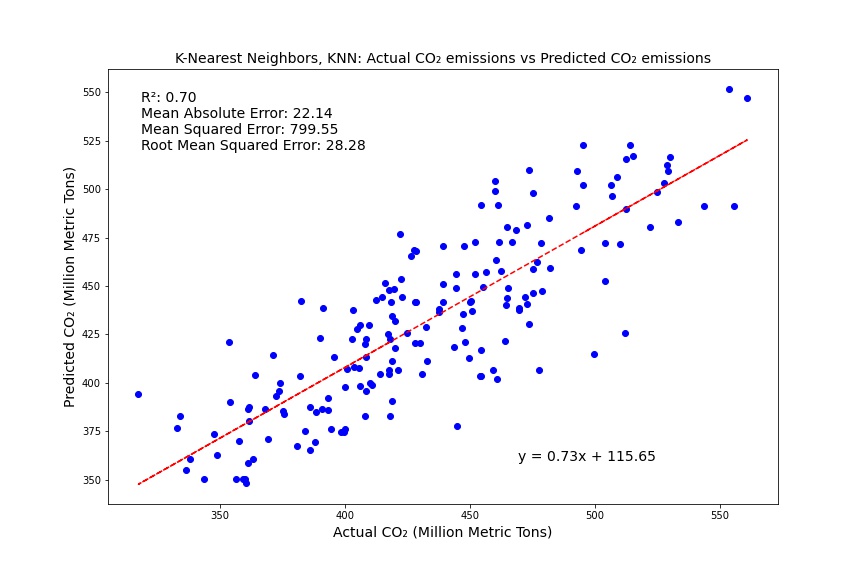 K-Nearest Neighbors, KNN: Actual CO₂ emissions vs Predicted CO₂ emissions
R²: 0.70
Mean Absolute Error: 22.14
Mean Squared Error: 799.55
Root Mean Squared Error: 28.28
Predicted CO₂ (Million Metric Tons)
550
525
500
475
450
425
400
375
350
y = 0.73x + 115.65
350 400 450 500 550
Actual CO₂ (Million Metric Tons)